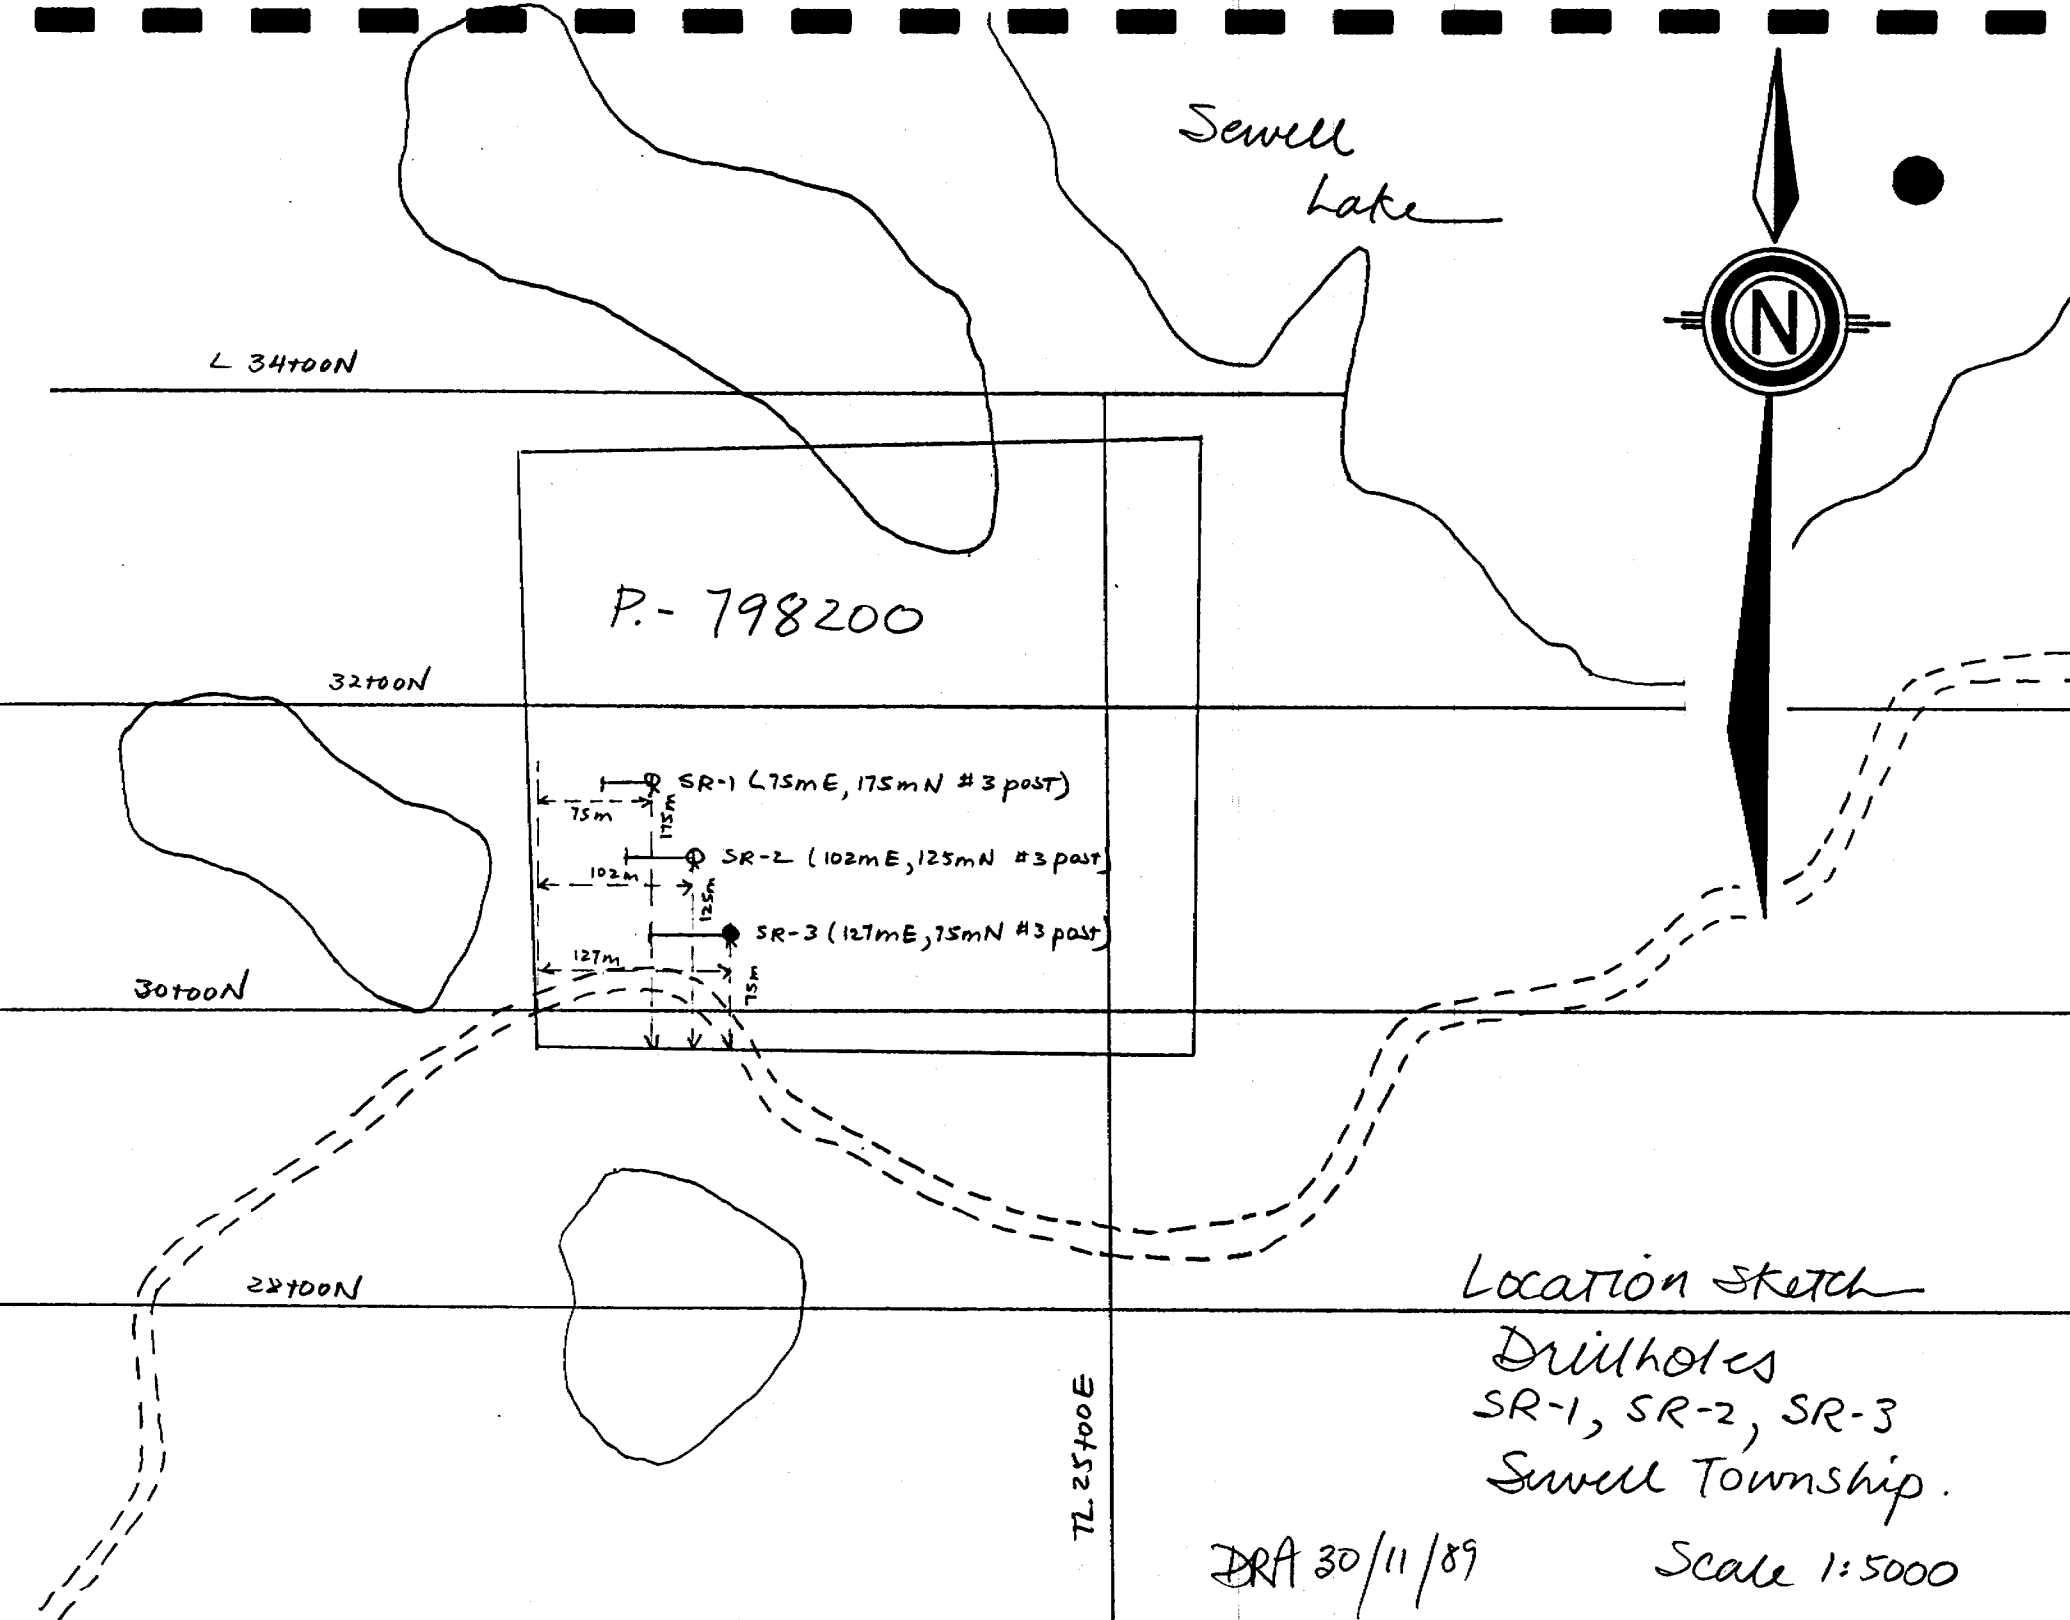 Sewell
Lake
N
L 34+00N
P.- 798200
32+00N
SR-1 (75mE, 175mN #3 post)
75m
175m
SR-2 (102mE, 125mN #3 post)
102m
125m
SR-3 (127mE, 75mN #3 post)
127m
75m
30+00N
28+00N
TL 25+00E
Location Sketch
Drillholes
SR-1, SR-2, SR-3
Sewell Township.
DRA 30/11/89
Scale 1:5000